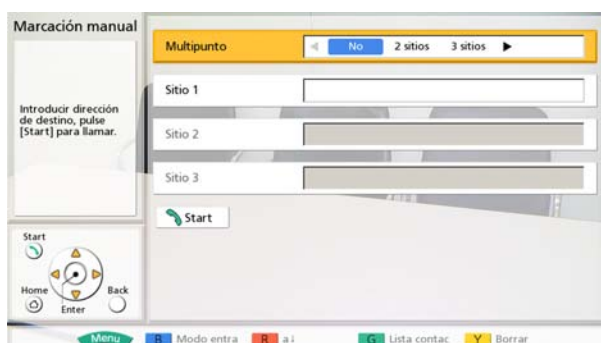 Marcación manual
Multipunto No 2 sitios 3 sitios
Introducir dirección
de destino, pulse
[Start] para llamar.
Sitio 1
Sitio 2
Sitio 3
Start
Start
Home Back
Enter
Menu B Modo entra R a↓ G Lista contac Y Borrar